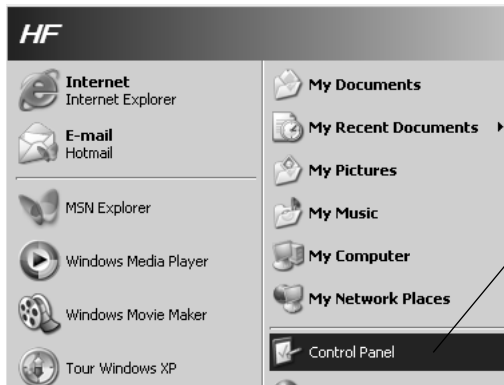 HF
Internet
Internet Explorer
E-mail
Hotmail
MSN Explorer
Windows Media Player
Windows Movie Maker
Tour Windows XP
My Documents
My Recent Documents
My Pictures
My Music
My Computer
My Network Places
Control Panel